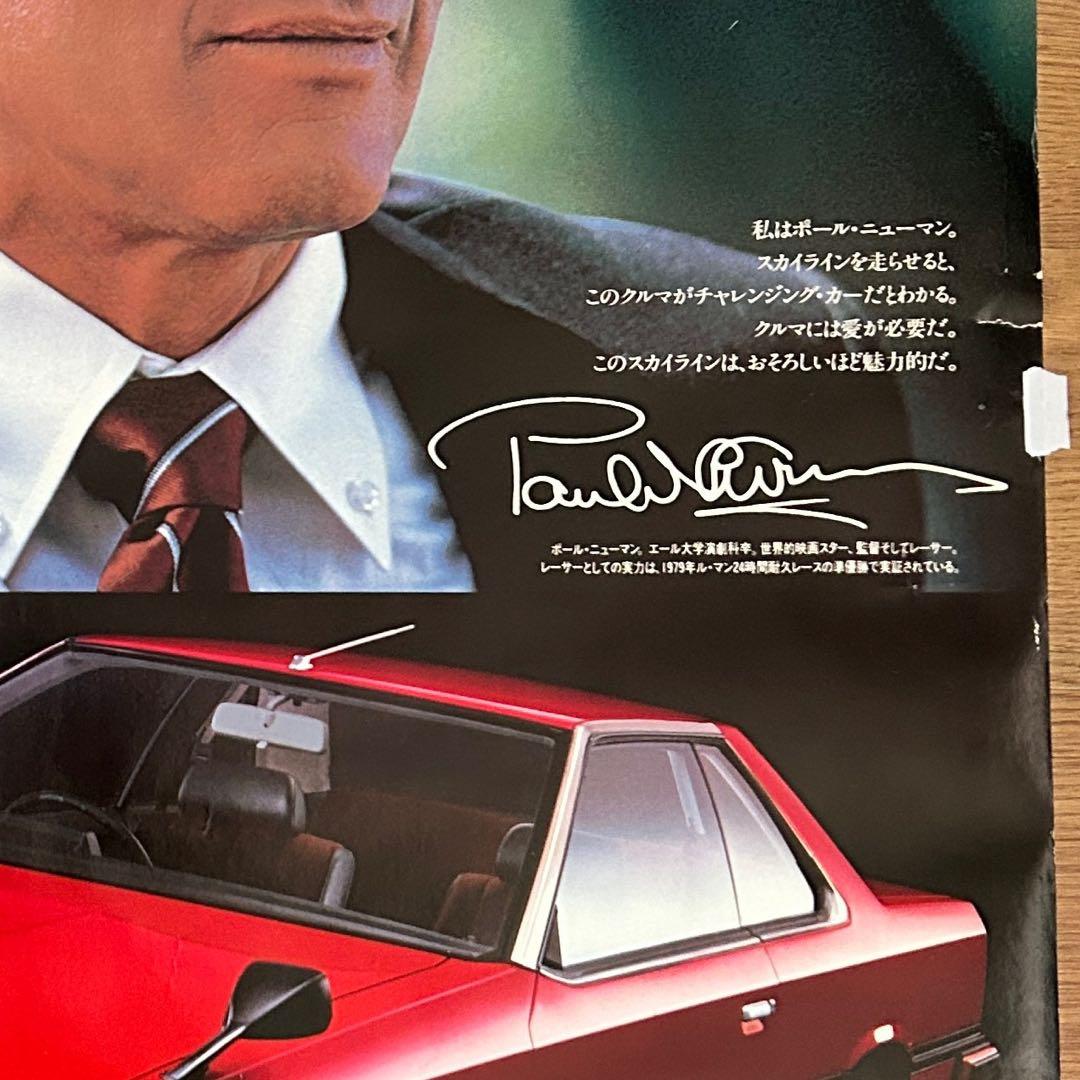 私はポール・ニューマン。
スカイラインを走らせると、
このクルマがチャレンジング・カーだとわかる。
クルマには愛が必要だ。
このスカイラインは、おそろしいほど魅力的だ。
Paul Newman
ポール・ニューマン。エール大学演劇科卒。世界的映画スター、監督そしてレーサー。
レーサーとしての実力は、1979年ル・マン24時間耐久レースの準優勝で実証されている。